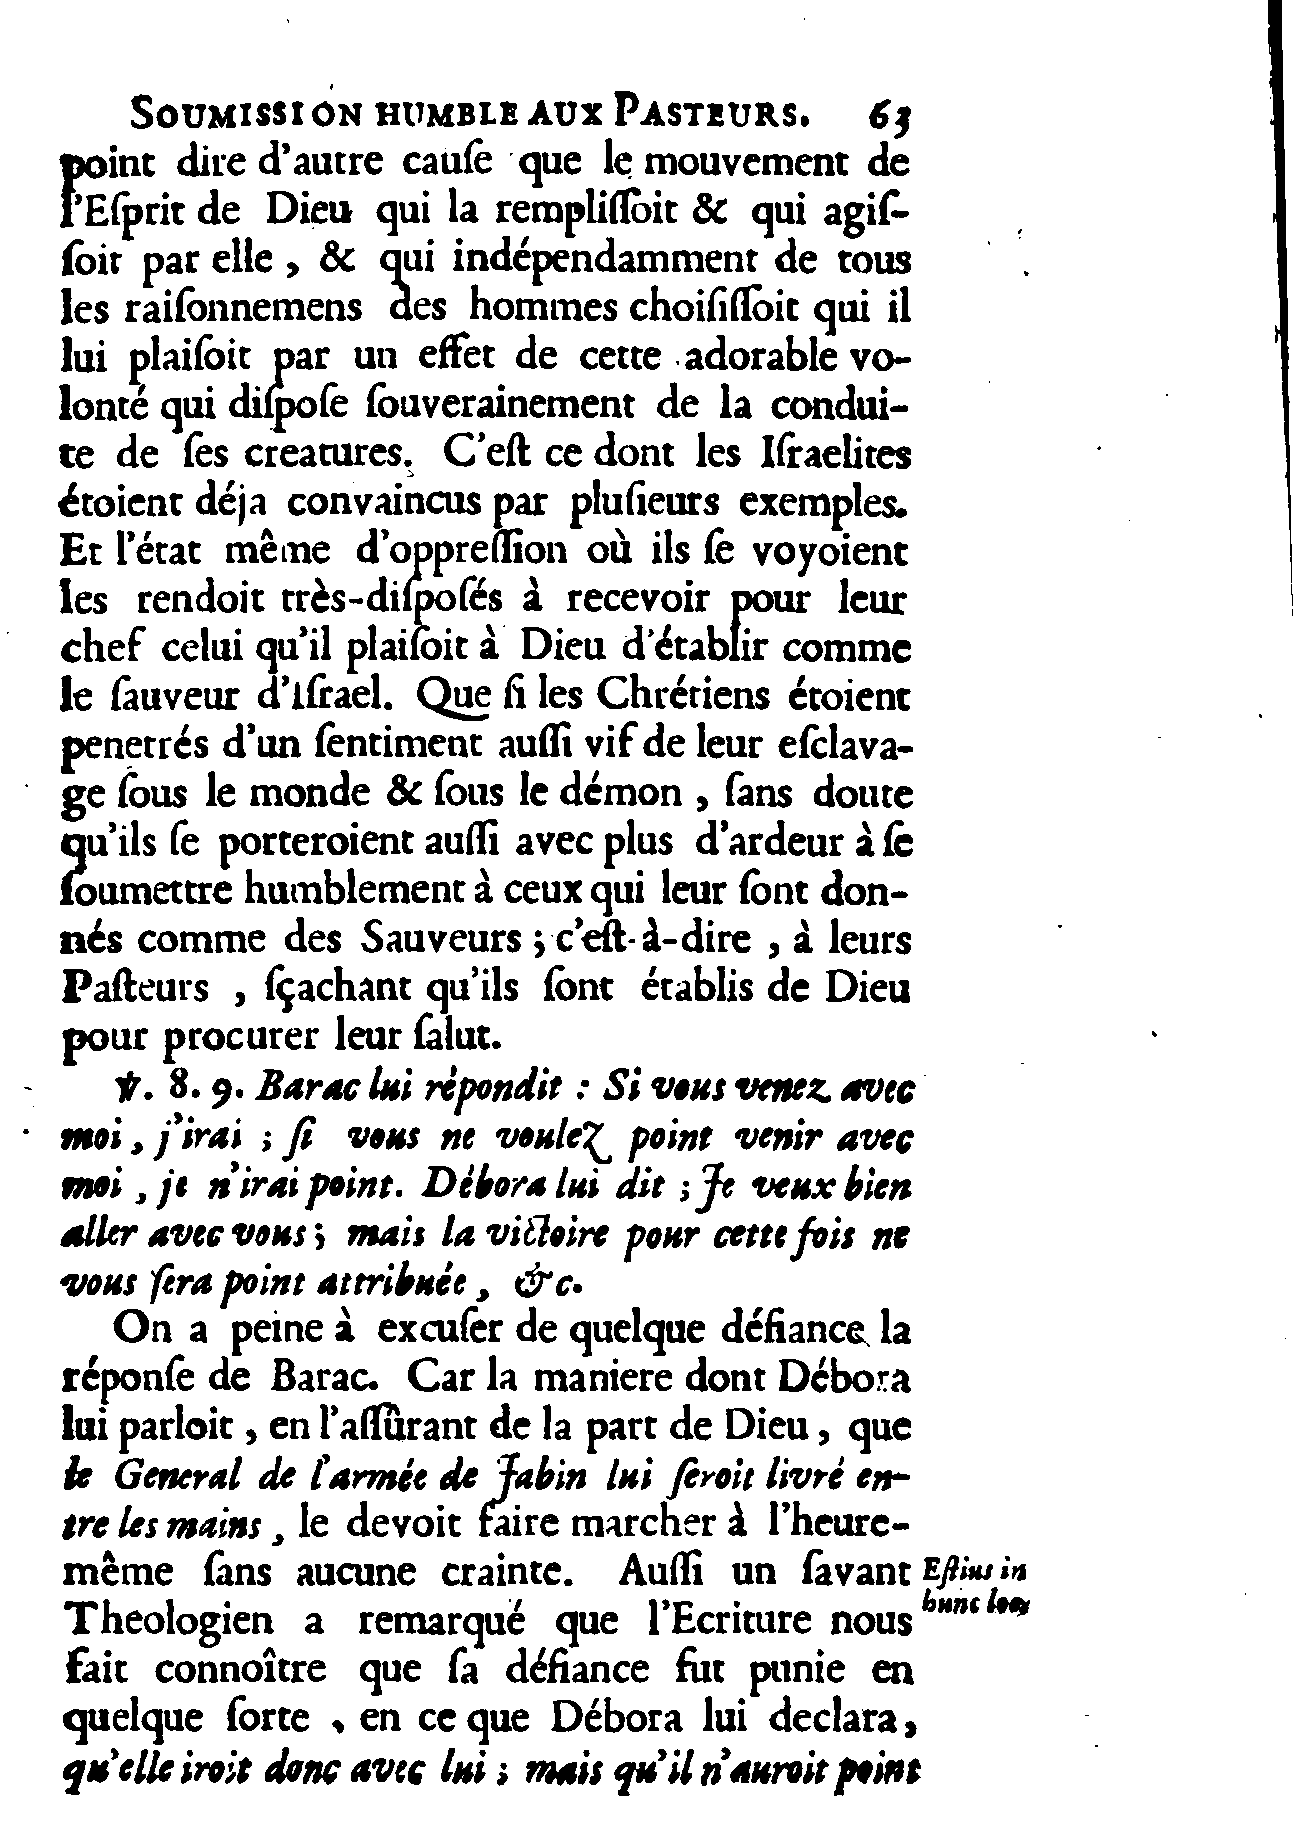 SOUMISSION HUMBLE AUX PASTEURS. 63
point dire d'autre cauſe que le mouvement de
l'Eſprit de Dieu qui la rempliſſoit & qui agiſ-
ſoit par elle, & qui indépendamment de tous
les raiſonnemens des hommes choiſiſſoit qui il
lui plaiſoit par un effet de cette adorable vo-
lonté qui diſpoſe ſouverainement de la condui-
te de ſes creatures. C'eſt ce dont les Iſraelites
étoient déja convaincus par pluſieurs exemples.
Et l'état même d'oppreſſion où ils ſe voyoient
les rendoit très-diſpoſés à recevoir pour leur
chef celui qu'il plaiſoit à Dieu d'établir comme
le ſauveur d'Iſrael. Que ſi les Chrétiens étoient
penetrés d'un ſentiment auſſi vif de leur eſclava-
ge ſous le monde & ſous le démon, ſans doute
qu'ils ſe porteroient auſſi avec plus d'ardeur à ſe
ſoumettre humblement à ceux qui leur ſont don-
nés comme des Sauveurs; c'eſt-à-dire, à leurs
Paſteurs, ſçachant qu'ils ſont établis de Dieu
pour procurer leur ſalut.
℣. 8. 9. Barac lui répondit : Si vous venez avec
moi, j'irai ; ſi vous ne voulez point venir avec
moi, je n'irai point. Débora lui dit ; Je veux bien
aller avec vous ; mais la victoire pour cette fois ne
vous ſera point attribuée, &c.
On a peine à excuſer de quelque défiance la
réponſe de Barac. Car la maniere dont Débora
lui parloit, en l'aſſûrant de la part de Dieu, que
le General de l'armée de Jabin lui ſeroit livré en-
tre les mains, le devoit faire marcher à l'heure-
même ſans aucune crainte. Auſſi un ſavant
Eſtius in
Theologien a remarqué que l'Ecriture nous
hunc loc.
fait connoître que ſa défiance fut punie en
quelque ſorte, en ce que Débora lui declara,
qu'elle iroit donc avec lui ; mais qu'il n'auroit point